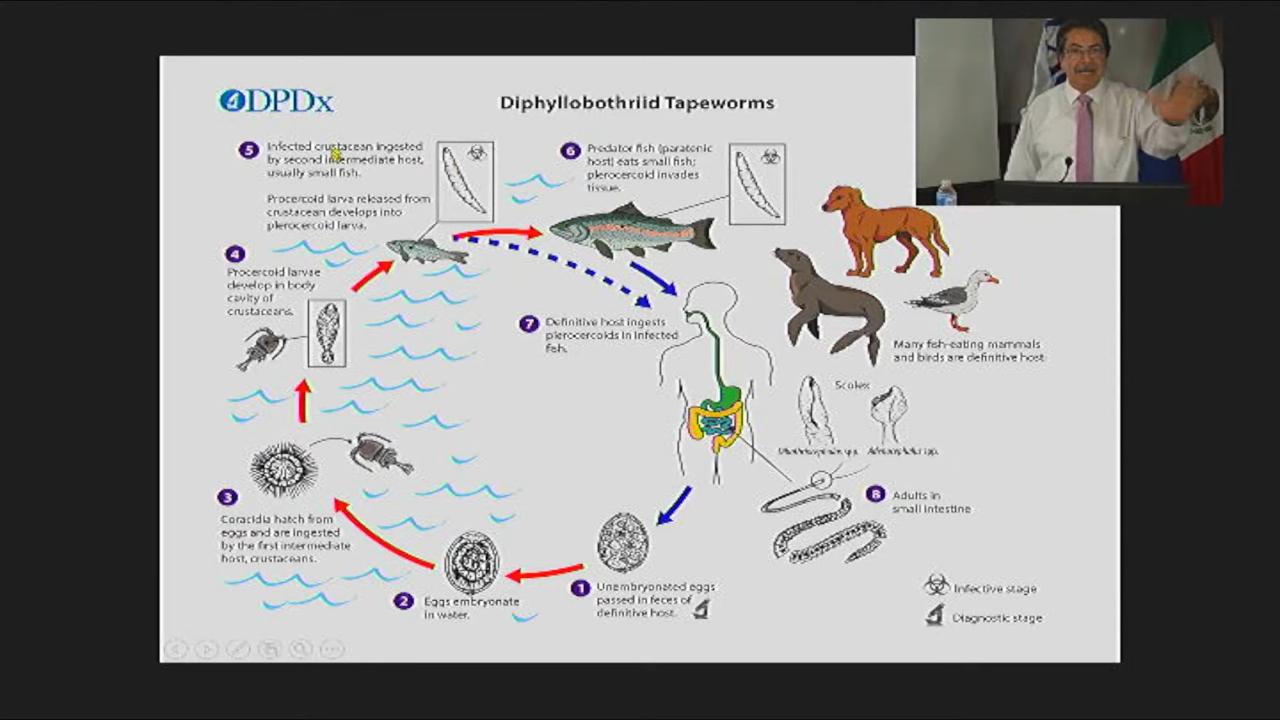 DPDx
Diphyllobothriid Tapeworms
5
Infected crustacean ingested
by second intermediate host,
usually small fish.
Procercoid larva released from
crustacean develops into
plerocercoid larva.
6
Predator fish (paratenic
host) eats small fish;
plerocercoid invades
tissue.
4
Procercoid larvae
develop in body
cavity of
crustaceans.
7
Definitive host ingests
plerocercoids in infected
fish.
Many fish-eating mammals
and birds are definitive host
Scolex
spp.
spp.
3
Coracidia hatch from
eggs and are ingested
by the first intermediate
host, crustaceans.
8
Adults in
small intestine
2
Eggs embryonate
in water.
1
Unembryonated eggs
passed in feces of
definitive host.
Infective stage
Diagnostic stage